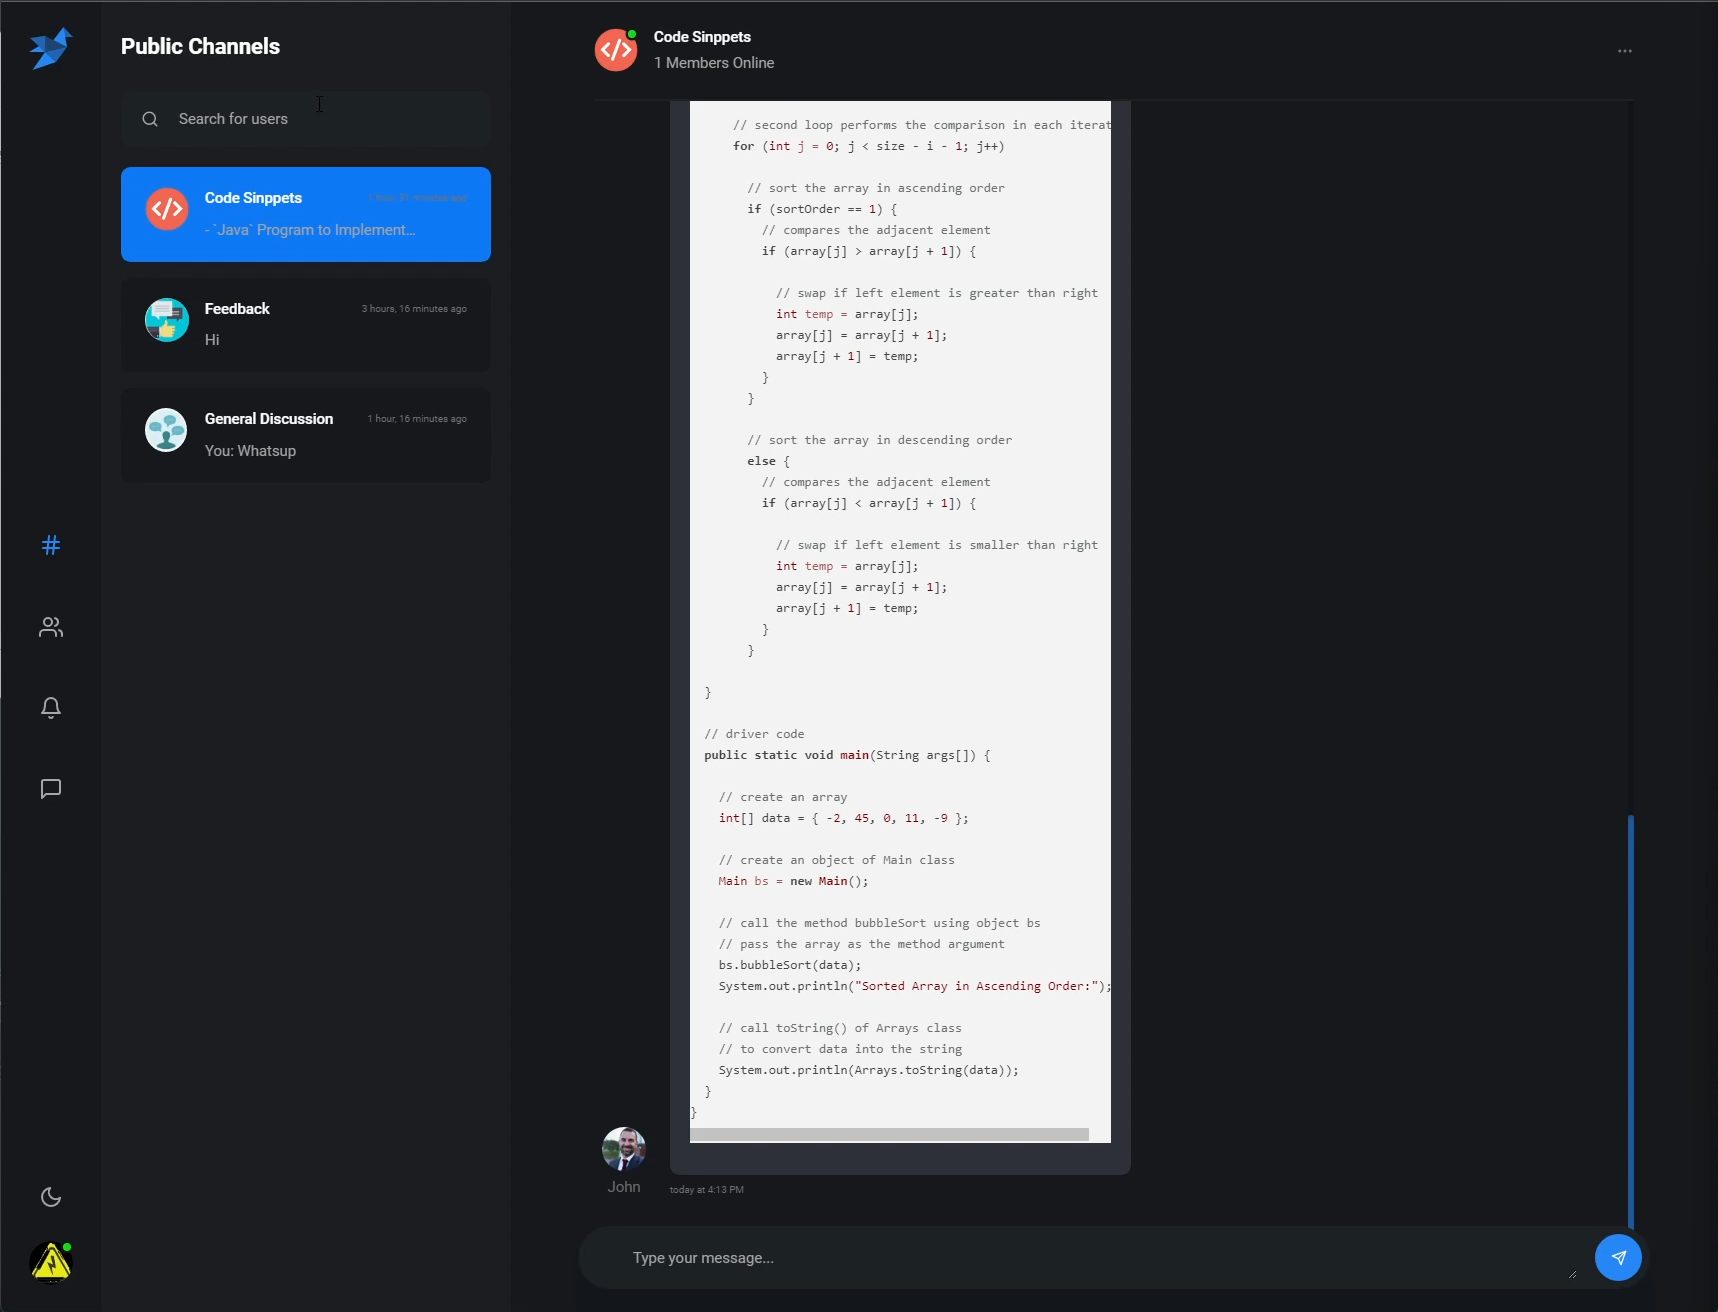 Public Channels
Search for users
Code Sinppets
- `Java` Program to Implement...
Feedback
3 hours, 16 minutes ago
Hi
General Discussion
1 hour, 16 minutes ago
You: Whatsup
Code Sinppets
1 Members Online
// second loop performs the comparison in each iterat
for (int j = 0; j < size - i - 1; j++)
// sort the array in ascending order
if (sortOrder == 1) {
// compares the adjacent element
if (array[j] > array[j + 1]) {
// swap if left element is greater than right
int temp = array[j];
array[j] = array[j + 1];
array[j + 1] = temp;
}
}
// sort the array in descending order
else {
// compares the adjacent element
if (array[j] < array[j + 1]) {
// swap if left element is smaller than right
int temp = array[j];
array[j] = array[j + 1];
array[j + 1] = temp;
}
}
}
// driver code
public static void main(String args[]) {
// create an array
int[] data = { -2, 45, 0, 11, -9 };
// create an object of Main class
Main bs = new Main();
// call the method bubbleSort using object bs
// pass the array as the method argument
bs.bubbleSort(data);
System.out.println("Sorted Array in Ascending Order:");
// call toString() of Arrays class
// to convert data into the string
System.out.println(Arrays.toString(data));
}
}
John
today at 4:13 PM
Type your message...